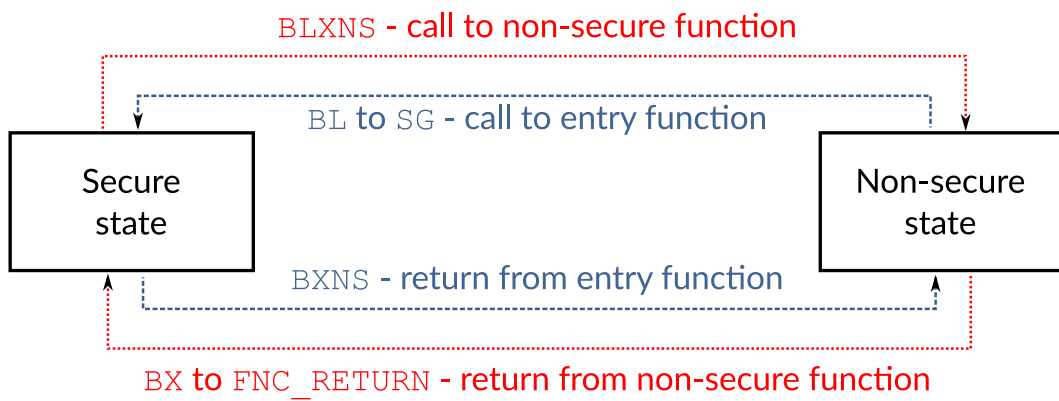 BLXNS - call to non-secure function
BL to SG - call to entry function
Secure
state
Non-secure
state
BXNS - return from entry function
BX to FNC_RETURN - return from non-secure function